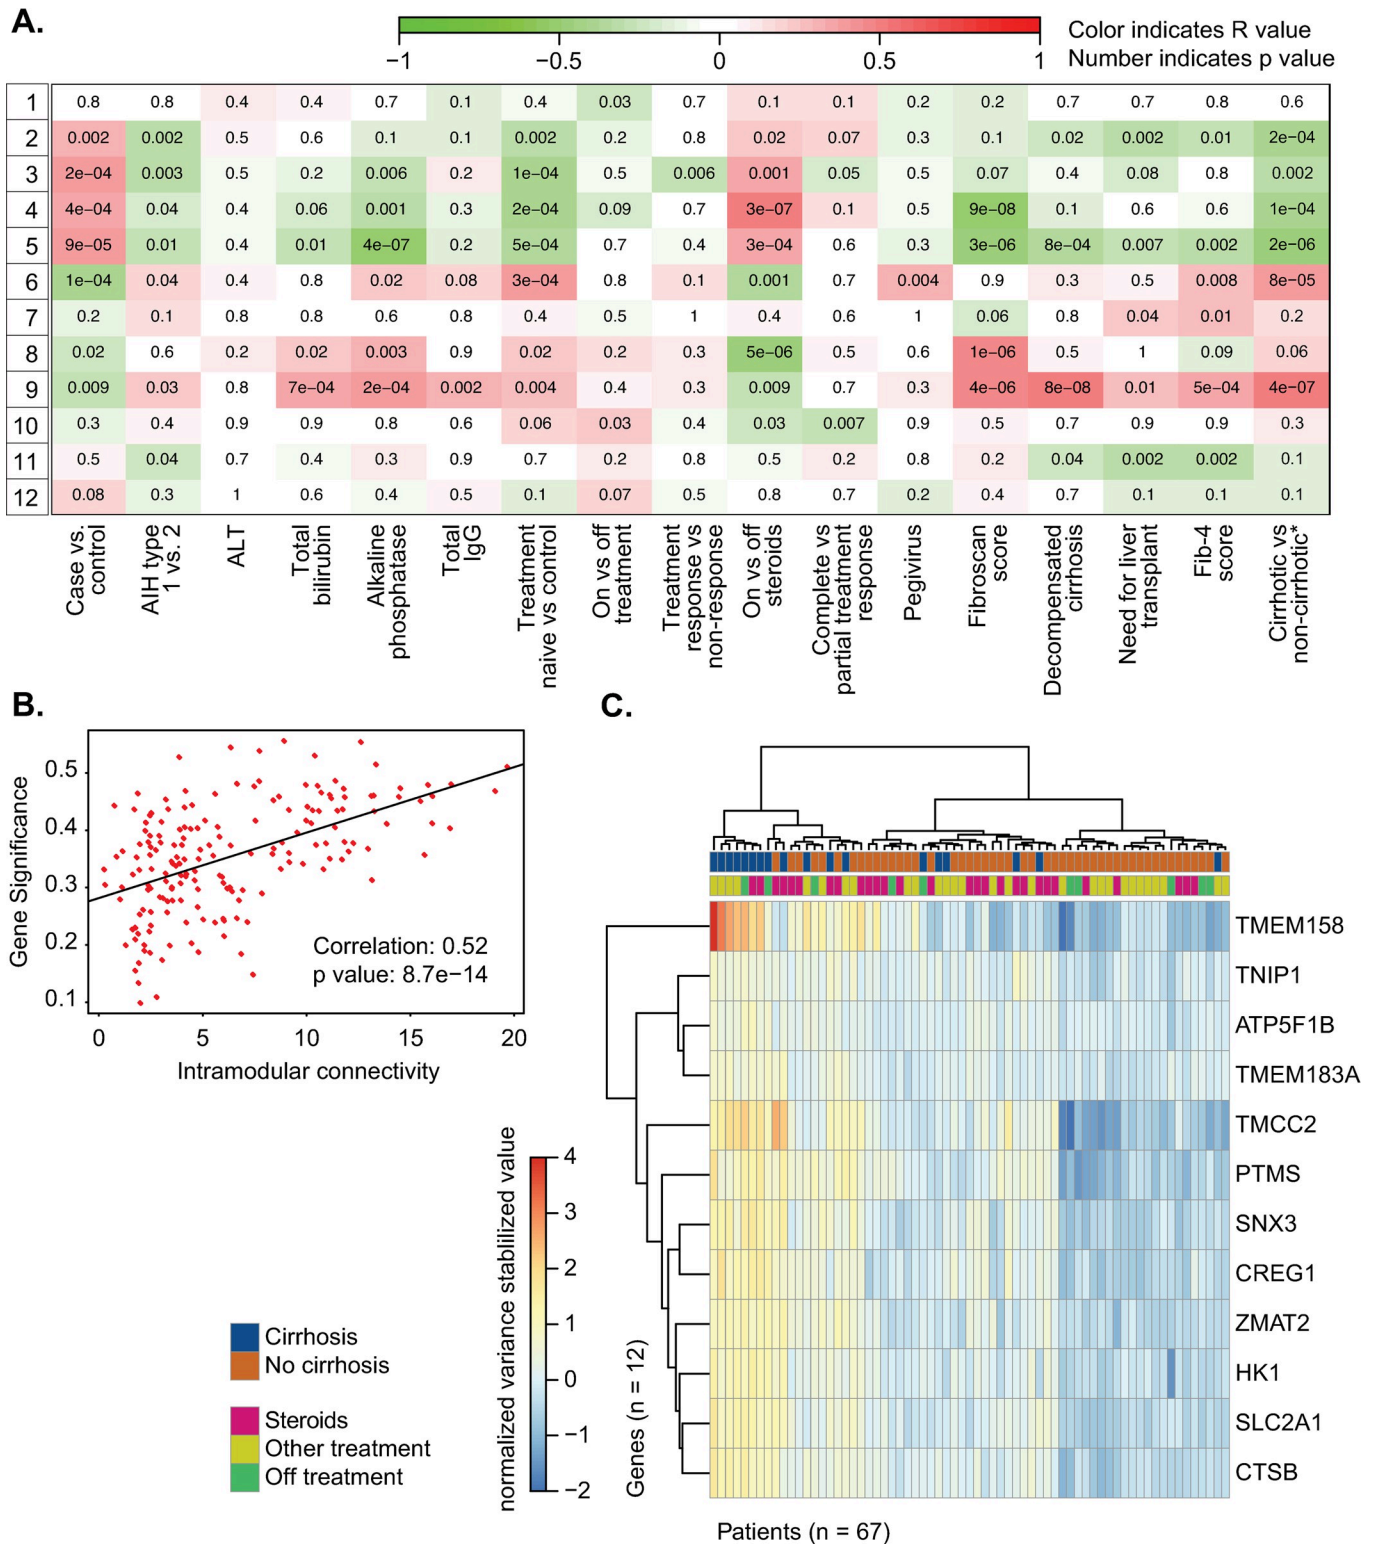 A.
Color indicates R value
Number indicates p value
−1 −0.5 0 0.5 1
1 0.8 0.8 0.4 0.4 0.7 0.1 0.4 0.03 0.7 0.1 0.1 0.2 0.2 0.7 0.7 0.8 0.6
2 0.002 0.002 0.5 0.6 0.1 0.1 0.002 0.2 0.8 0.02 0.07 0.3 0.1 0.02 0.002 0.01 2e−04
3 2e−04 0.003 0.5 0.2 0.006 0.2 1e−04 0.5 0.006 0.001 0.05 0.5 0.07 0.4 0.08 0.8 0.002
4 4e−04 0.04 0.4 0.06 0.001 0.3 2e−04 0.09 0.7 3e−07 0.1 0.5 9e−08 0.1 0.6 0.6 1e−04
5 9e−05 0.01 0.4 0.01 4e−07 0.2 5e−04 0.7 0.4 3e−04 0.6 0.3 3e−06 8e−04 0.007 0.002 2e−06
6 1e−04 0.04 0.4 0.8 0.02 0.08 3e−04 0.8 0.1 0.001 0.7 0.004 0.9 0.3 0.5 0.008 8e−05
7 0.2 0.1 0.8 0.8 0.6 0.8 0.4 0.5 1 0.4 0.6 1 0.06 0.8 0.04 0.01 0.2
8 0.02 0.6 0.2 0.02 0.003 0.9 0.02 0.2 0.3 5e−06 0.5 0.6 1e−06 0.5 1 0.09 0.06
9 0.009 0.03 0.8 7e−04 2e−04 0.002 0.004 0.4 0.3 0.009 0.7 0.3 4e−06 8e−08 0.01 5e−04 4e−07
10 0.3 0.4 0.9 0.9 0.8 0.6 0.06 0.03 0.4 0.03 0.007 0.9 0.5 0.7 0.9 0.9 0.3
11 0.5 0.04 0.7 0.4 0.3 0.9 0.7 0.2 0.8 0.5 0.2 0.8 0.2 0.04 0.002 0.002 0.1
12 0.08 0.3 1 0.6 0.4 0.5 0.1 0.07 0.5 0.8 0.7 0.2 0.4 0.7 0.1 0.1 0.1
Case vs.
control
AIH type
1 vs. 2
ALT
Total
bilirubin
Alkaline
phosphatase
Total
IgG
Treatment
naive vs control
On vs off
treatment
Treatment
response vs
non-response
On vs off
steroids
Complete vs
partial treatment
response
Pegivirus
Fibroscan
score
Decompensated
cirrhosis
Need for liver
transplant
Fib-4
score
Cirrhotic vs
non-cirrhotic*
B.
Gene Significance
0.5
0.4
0.3
0.2
0.1
Correlation: 0.52
p value: 8.7e−14
0 5 10 15 20
Intramodular connectivity
C.
TMEM158
TNIP1
ATP5F1B
TMEM183A
TMCC2
PTMS
SNX3
CREG1
ZMAT2
HK1
SLC2A1
CTSB
Genes (n = 12)
Patients (n = 67)
normalized variance stablilized value
4
3
2
1
0
−1
−2
Cirrhosis
No cirrhosis
Steroids
Other treatment
Off treatment